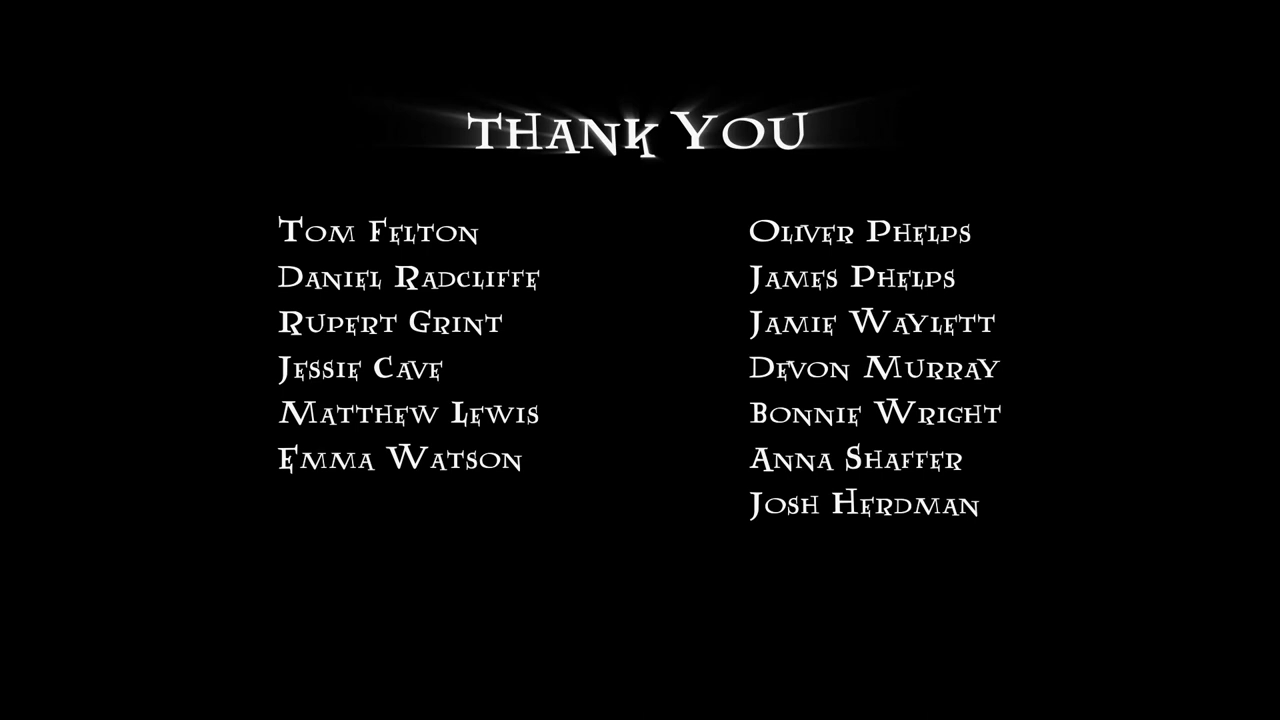 THANK YOU
TOM FELTON
DANIEL RADCLIFFE
RUPERT GRINT
JESSIE CAVE
MATTHEW LEWIS
EMMA WATSON
OLIVER PHELPS
JAMES PHELPS
JAMIE WAYLETT
DEVON MURRAY
BONNIE WRIGHT
ANNA SHAFFER
JOSH HERDMAN